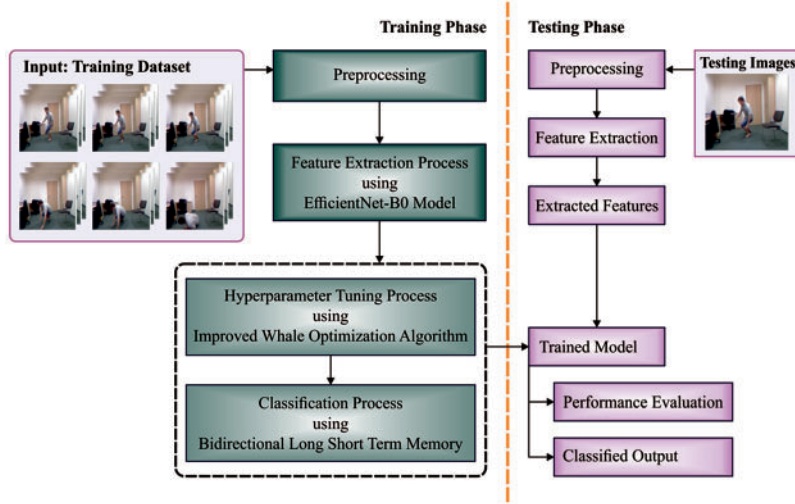 Training Phase
Input: Training Dataset
Preprocessing
Feature Extraction Process
using
EfficientNet-B0 Model
Hyperparameter Tuning Process
using
Improved Whale Optimization Algorithm
Classification Process
using
Bidirectional Long Short Term Memory
Testing Phase
Testing Images
Preprocessing
Feature Extraction
Extracted Features
Trained Model
Performance Evaluation
Classified Output